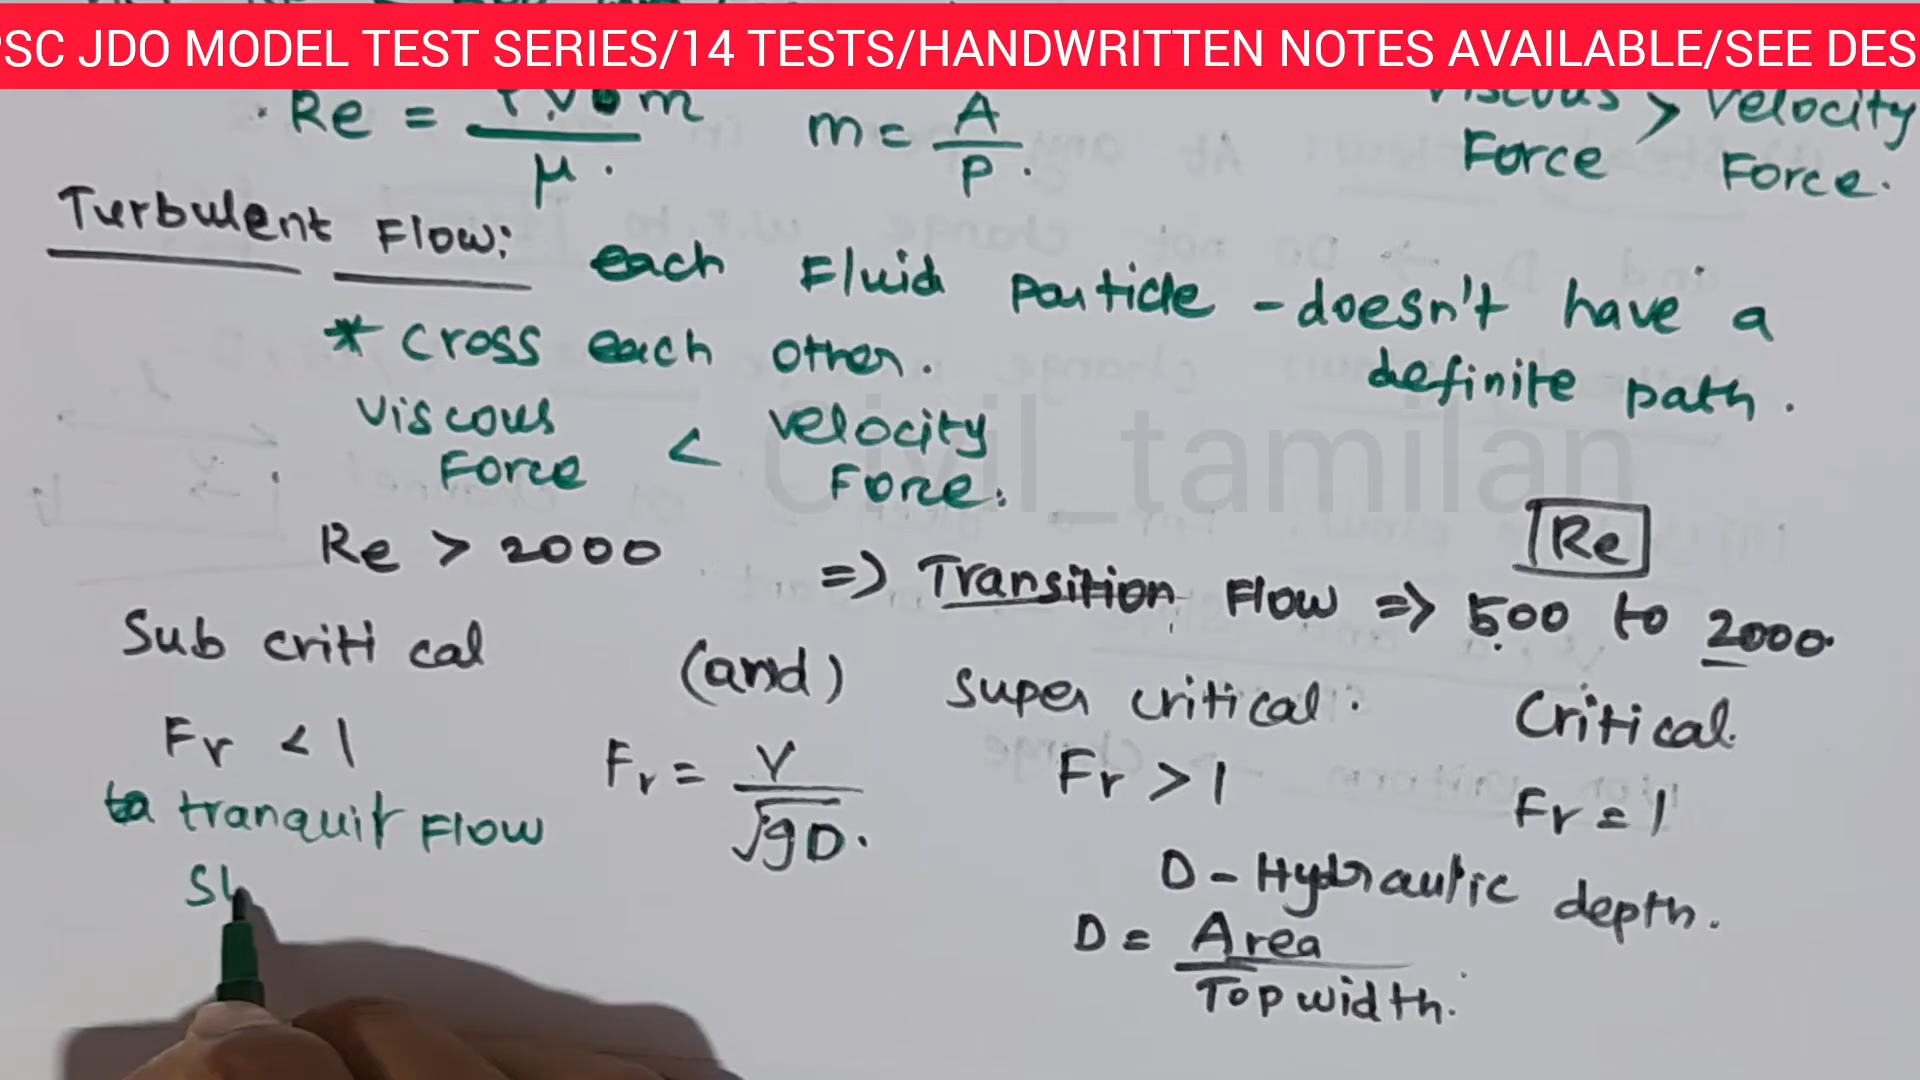 PSC JDO MODEL TEST SERIES/14 TESTS/HANDWRITTEN NOTES AVAILABLE/SEE DES
Re = ρ V m / μ . m = A / P .
Viscous Force > Velocity Force.
Turbulent Flow: each Fluid Particle - doesn't have a
definite path.
* cross each other.
Viscous Force < Velocity Force.
Civil_tamilan
Re > 2000
Re
=> Transition Flow => 500 to 2000.
Sub critical (and) Super critical. Critical.
Fr < 1 Fr = V / √gD. Fr > 1 Fr = 1
tranquit Flow
D - Hydraulic depth.
D = Area / Top width.